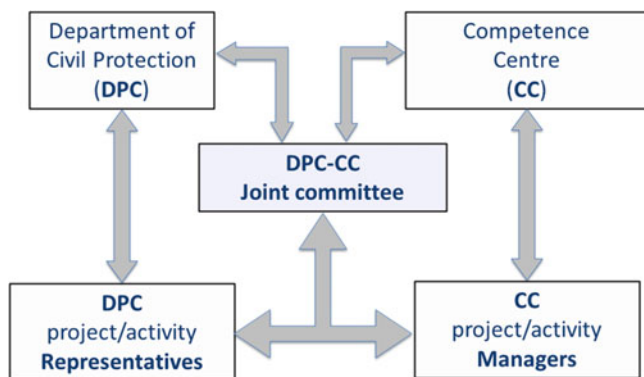 Department of
Civil Protection
(DPC)
Competence
Centre
(CC)
DPC-CC
Joint committee
DPC
project/activity
Representatives
CC
project/activity
Managers